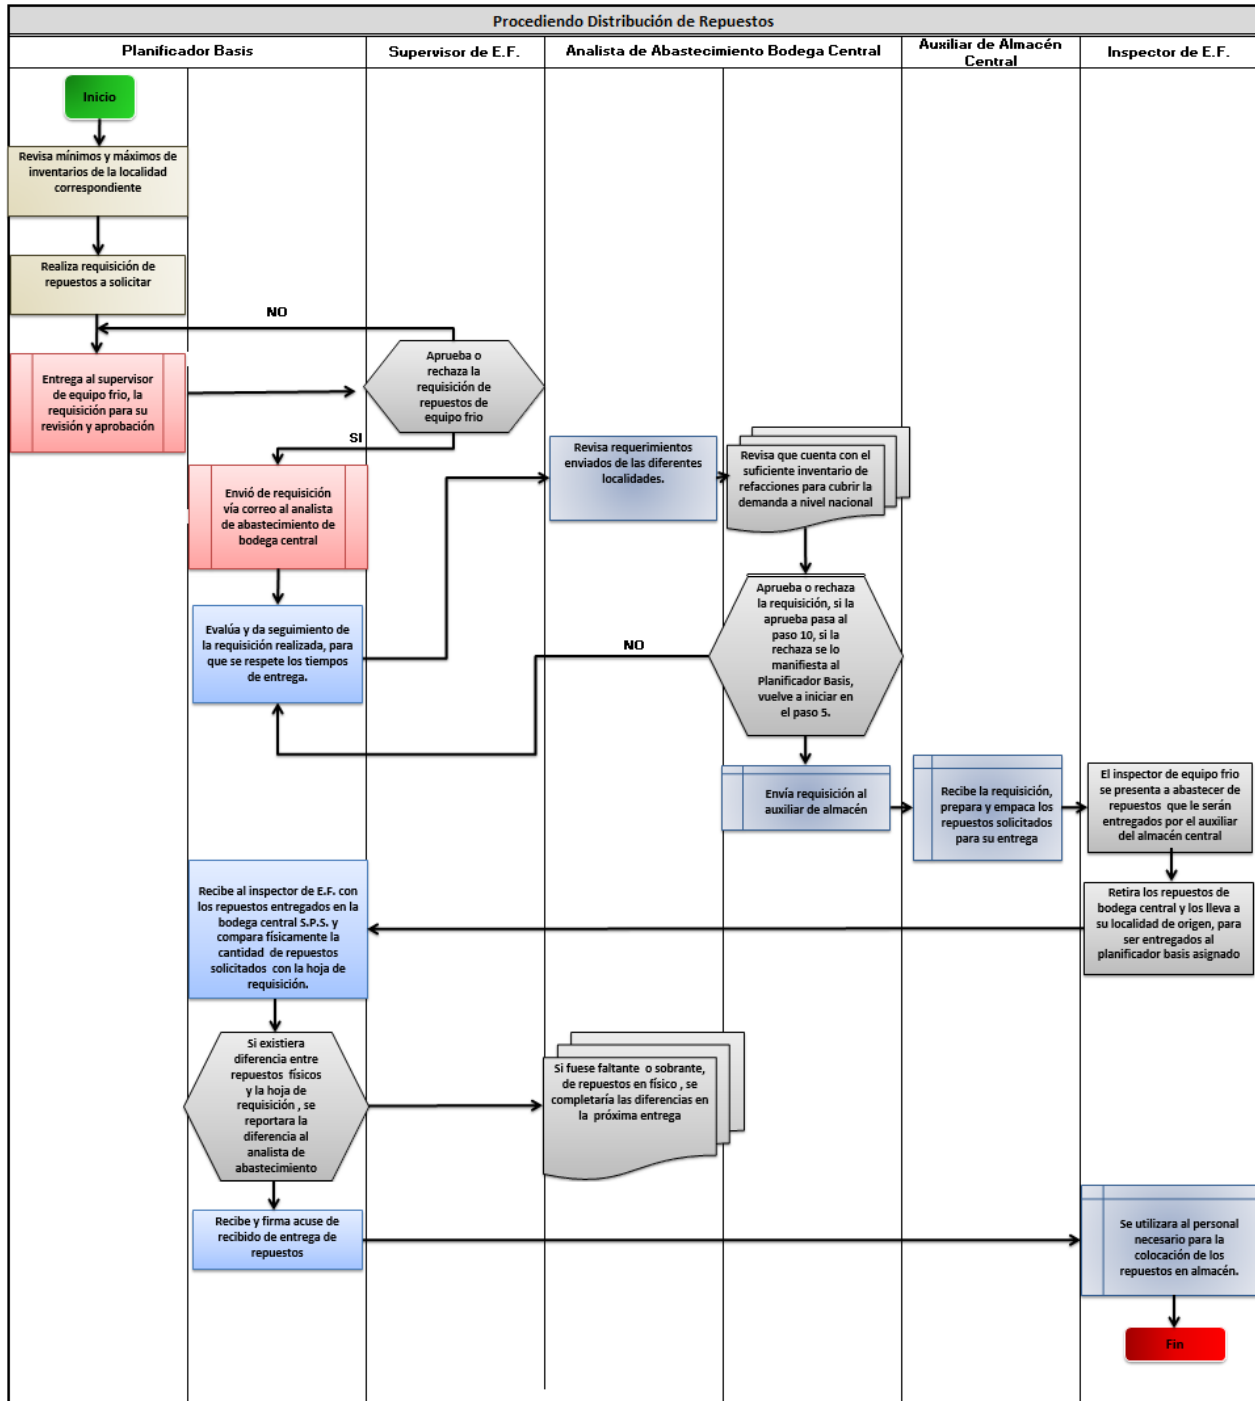 Procediendo Distribución de Repuestos
Planificador Basis
Supervisor de E.F.
Analista de Abastecimiento Bodega Central
Auxiliar de Almacén
Central
Inspector de E.F.
Inicio
Revisa mínimos y máximos de
inventarios de la localidad
correspondiente
Realiza requisición de
repuestos a solicitar
NO
Entrega al supervisor
de equipo frio, la
requisición para su
revisión y aprobación
Aprueba o
rechaza la
requisición de
repuestos de
equipo frio
SI
Envió de requisición
vía correo al analista
de abastecimiento de
bodega central
Revisa requerimientos
enviados de las diferentes
localidades.
Revisa que cuenta con el
suficiente inventario de
refacciones para cubrir la
demanda a nivel nacional
Evalúa y da seguimiento de
la requisición realizada, para
que se respete los tiempos
de entrega.
NO
Aprueba o rechaza
la requisición, si la
aprueba pasa al
paso 10, si la
rechaza se lo
manifiesta al
Planificador Basis,
vuelve a iniciar en
el paso 5.
Envía requisición al
auxiliar de almacén
Recibe la requisición,
prepara y empaca los
repuestos solicitados
para su entrega
El inspector de equipo frio
se presenta a abastecer de
repuestos que le serán
entregados por el auxiliar
del almacén central
Retira los repuestos de
bodega central y los lleva a
su localidad de origen, para
ser entregados al
planificador basis asignado
Recibe al inspector de E.F. con
los repuestos entregados en la
bodega central S.P.S. y
compara físicamente la
cantidad de repuestos
solicitados con la hoja de
requisición.
Si existiera
diferencia entre
repuestos físicos
y la hoja de
requisición , se
reportara la
diferencia al
analista de
abastecimiento
Si fuese faltante o sobrante,
de repuestos en físico , se
completaría las diferencias en
la próxima entrega
Recibe y firma acuse de
recibido de entrega de
repuestos
Se utilizara al personal
necesario para la
colocación de los
repuestos en almacén.
Fin